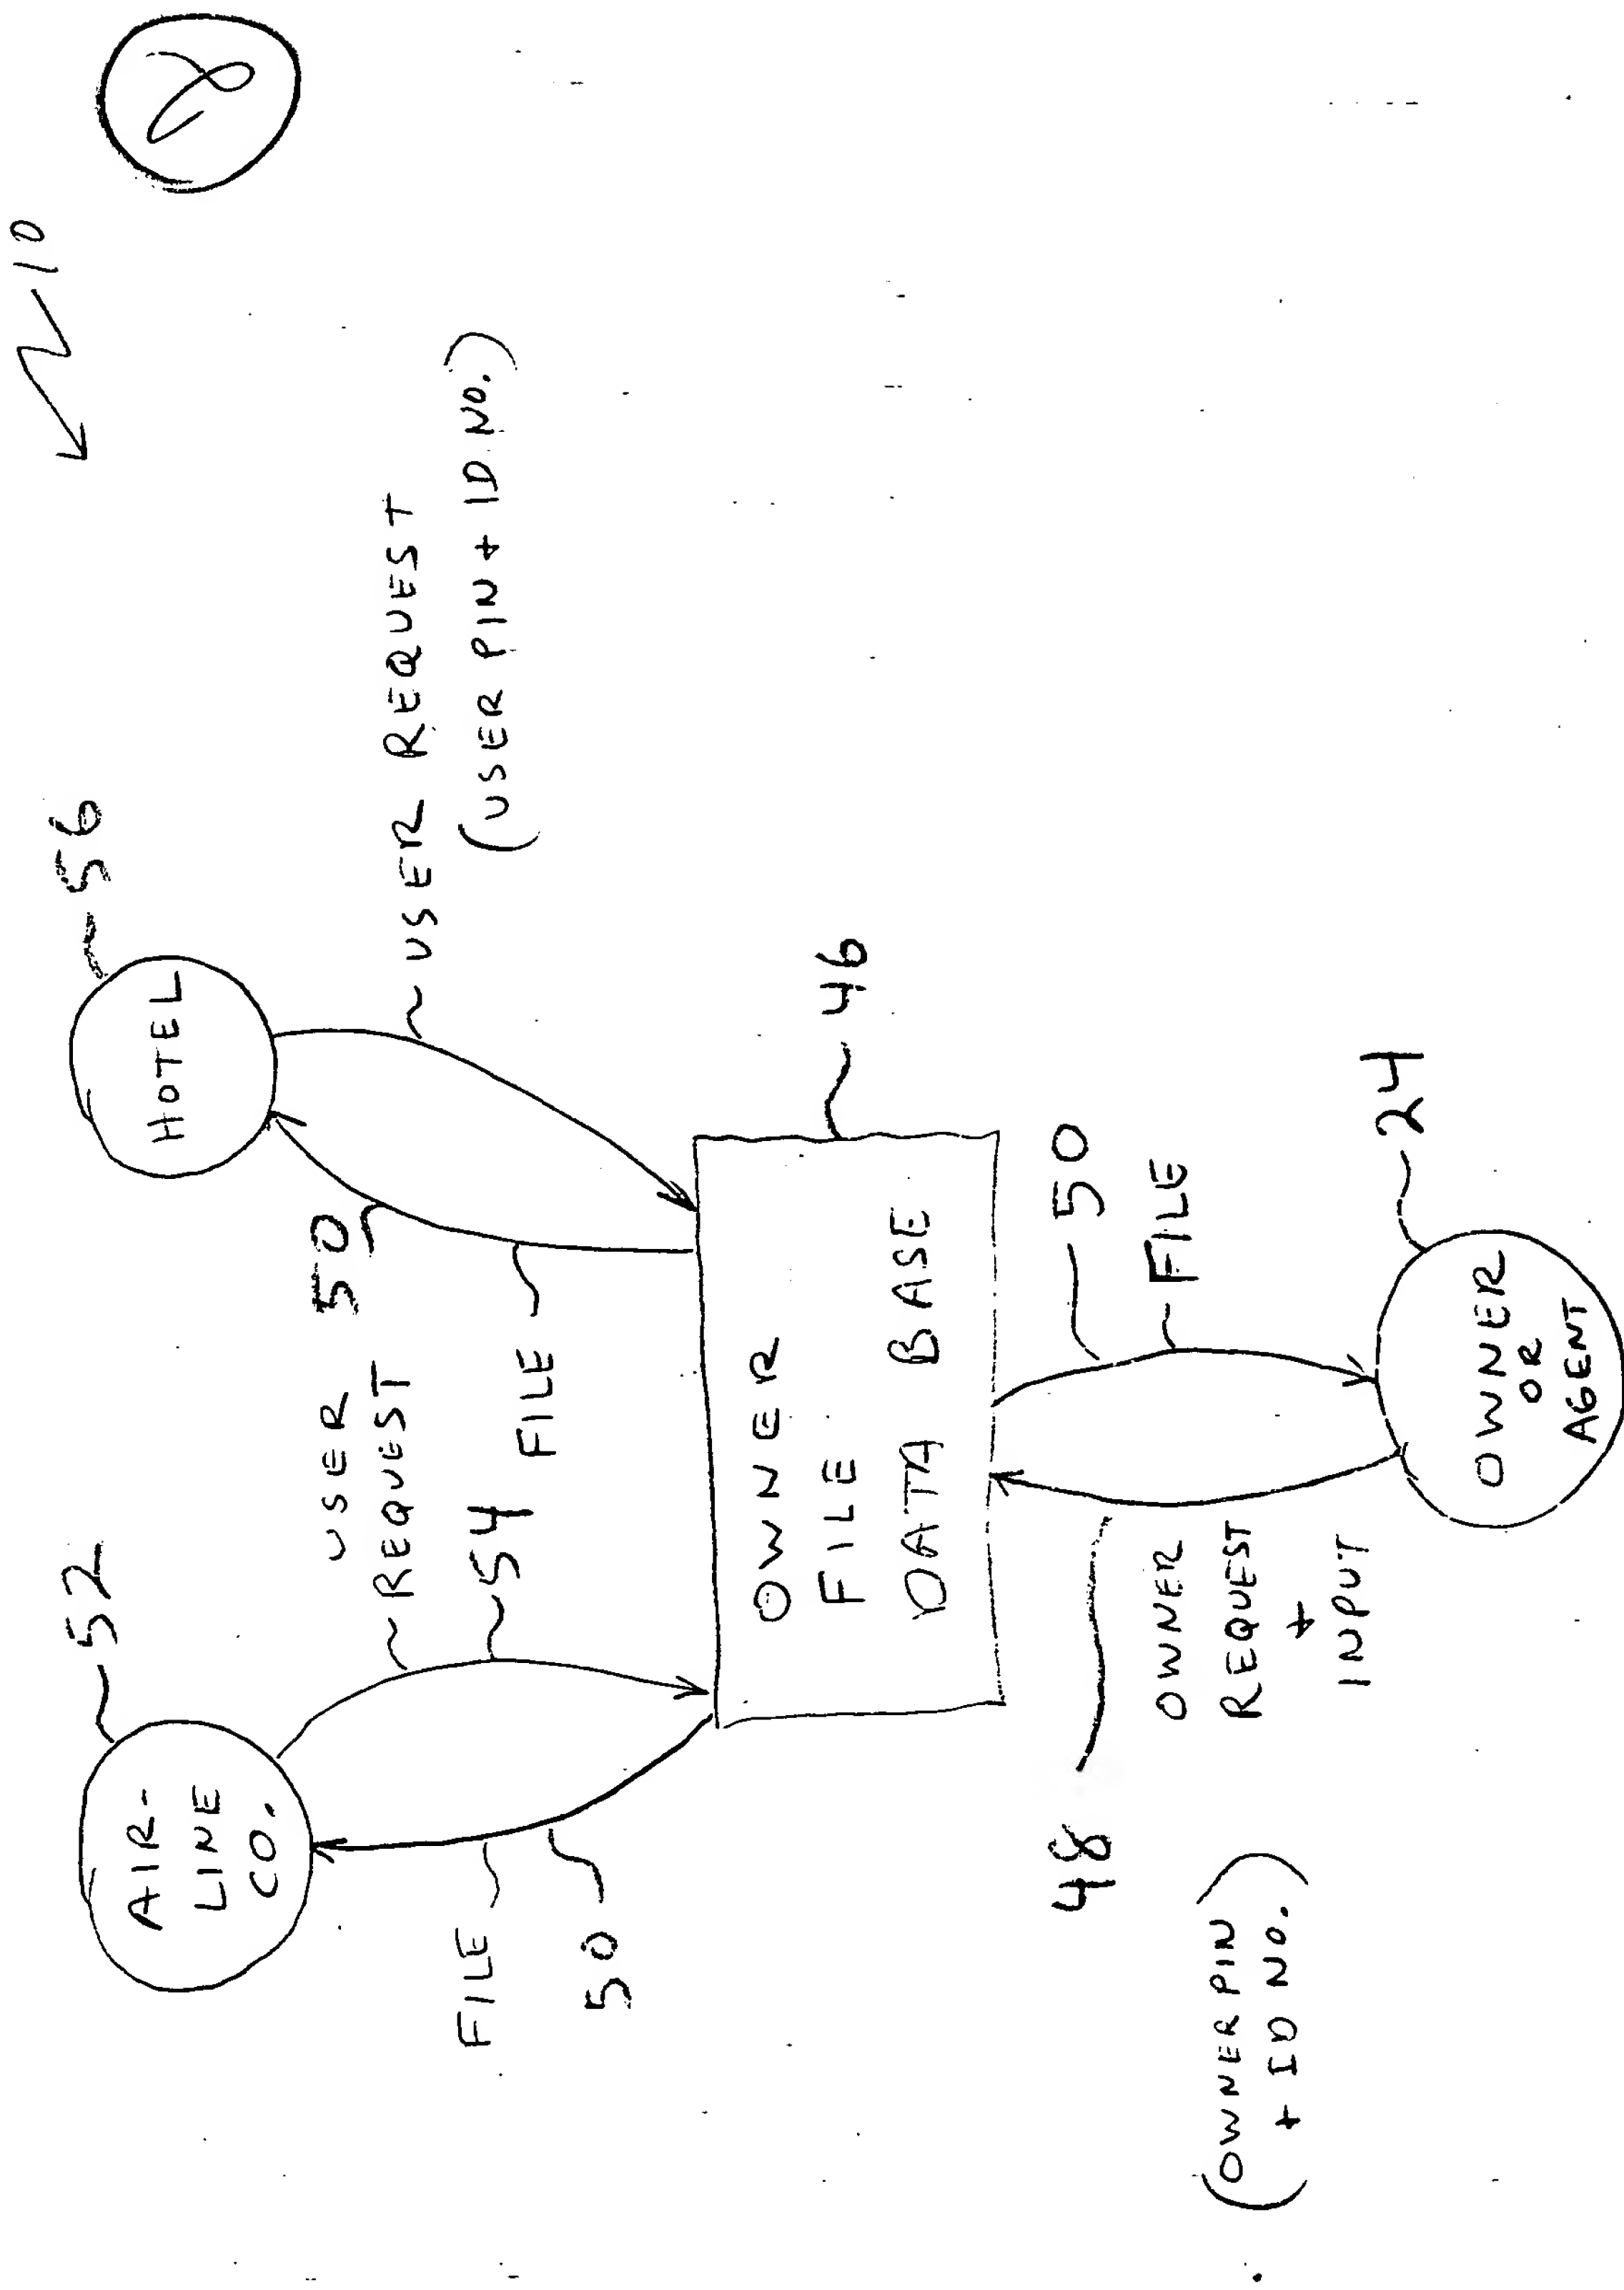 10
2
52
56
AIR-
LINE
CO.
HOTEL
USER
REQUEST
50
54
FILE
USER REQUEST
(USER PIN + ID NO.)
FILE
50
OWNER
FILE
DATA BASE
46
48
50
FILE
OWNER
REQUEST
+
INPUT
(OWNER PIN
+ ID NO.)
24
OWNER
OR
AGENT